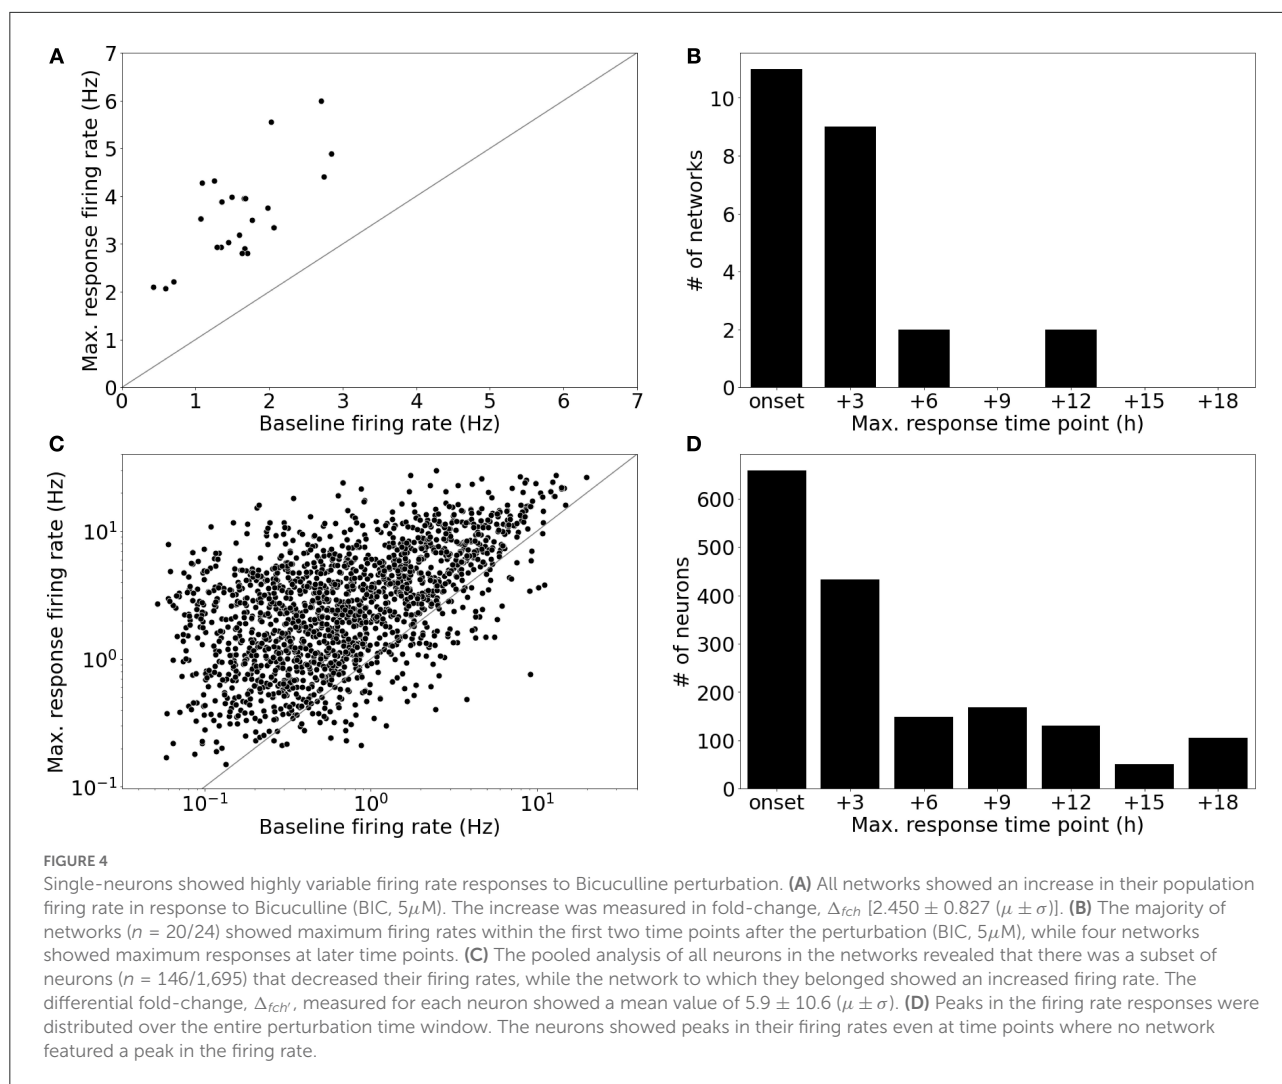 A
Max. response firing rate (Hz)
7
6
5
4
3
2
1
0
0 1 2 3 4 5 6 7
Baseline firing rate (Hz)
B
# of networks
10
8
6
4
2
0
onset +3 +6 +9 +12 +15 +18
Max. response time point (h)
C
Max. response firing rate (Hz)
10¹
10⁰
10⁻¹
10⁻¹ 10⁰ 10¹
Baseline firing rate (Hz)
D
# of neurons
600
500
400
300
200
100
0
onset +3 +6 +9 +12 +15 +18
Max. response time point (h)
FIGURE 4
Single-neurons showed highly variable firing rate responses to Bicuculline perturbation. (A) All networks showed an increase in their population
firing rate in response to Bicuculline (BIC, 5μM). The increase was measured in fold-change, Δfch [2.450 ± 0.827 (μ ± σ)]. (B) The majority of
networks (n = 20/24) showed maximum firing rates within the first two time points after the perturbation (BIC, 5μM), while four networks
showed maximum responses at later time points. (C) The pooled analysis of all neurons in the networks revealed that there was a subset of
neurons (n = 146/1,695) that decreased their firing rates, while the network to which they belonged showed an increased firing rate. The
differential fold-change, Δfch′, measured for each neuron showed a mean value of 5.9 ± 10.6 (μ ± σ). (D) Peaks in the firing rate responses were
distributed over the entire perturbation time window. The neurons showed peaks in their firing rates even at time points where no network
featured a peak in the firing rate.